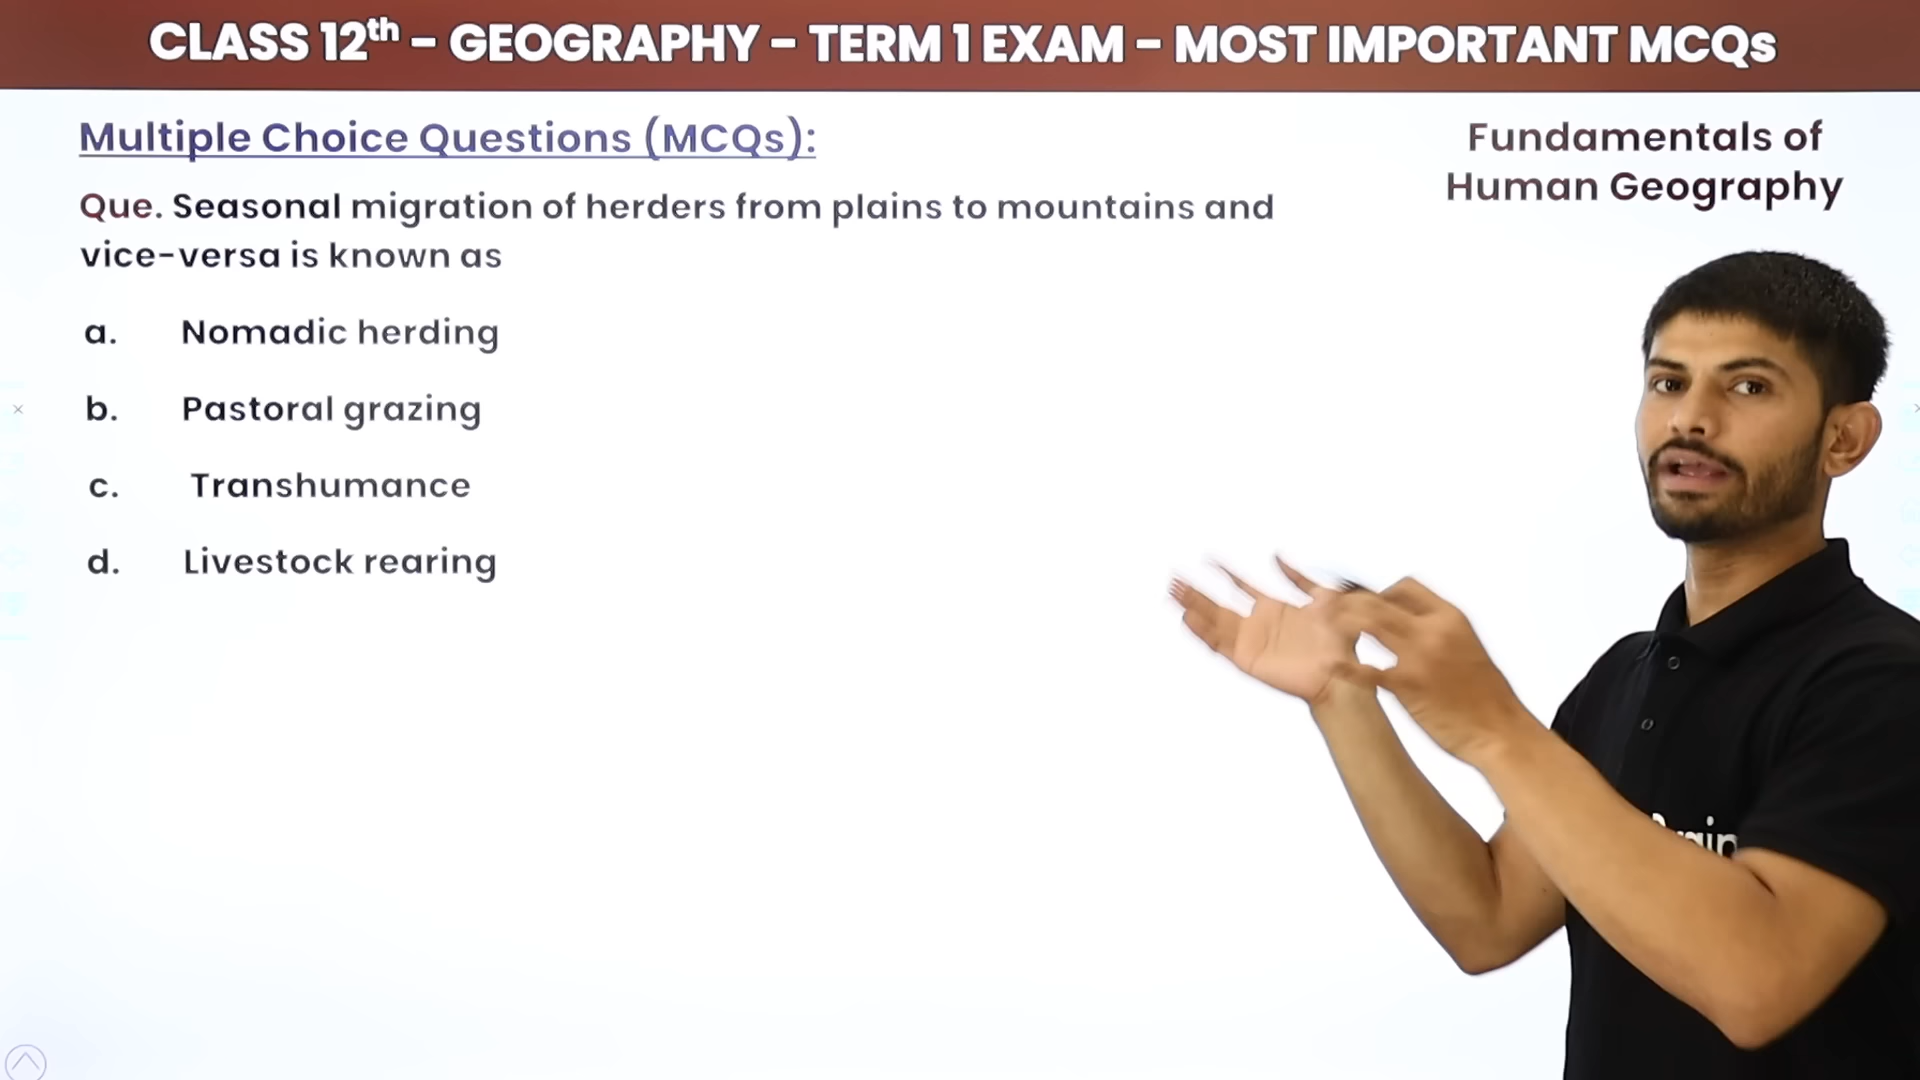 CLASS 12th - GEOGRAPHY - TERM 1 EXAM - MOST IMPORTANT MCQs
Multiple Choice Questions (MCQs):
Fundamentals of
Human Geography
Que. Seasonal migration of herders from plains to mountains and
vice-versa is known as
a. Nomadic herding
b. Pastoral grazing
c. Transhumance
d. Livestock rearing